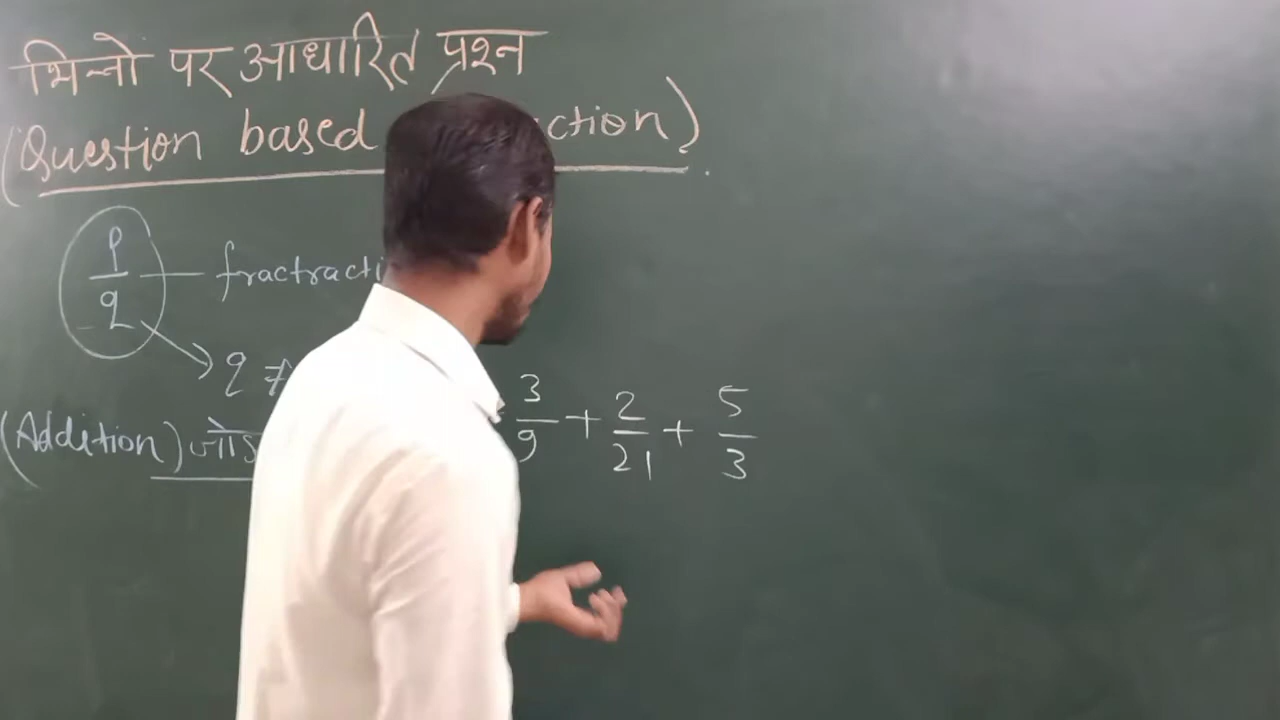 भिन्नो पर आधारित प्रश्न
(Question based ction)
p/q — fractracti
q ≠
(Addition) जोड़ 3/9 + 2/21 + 5/3